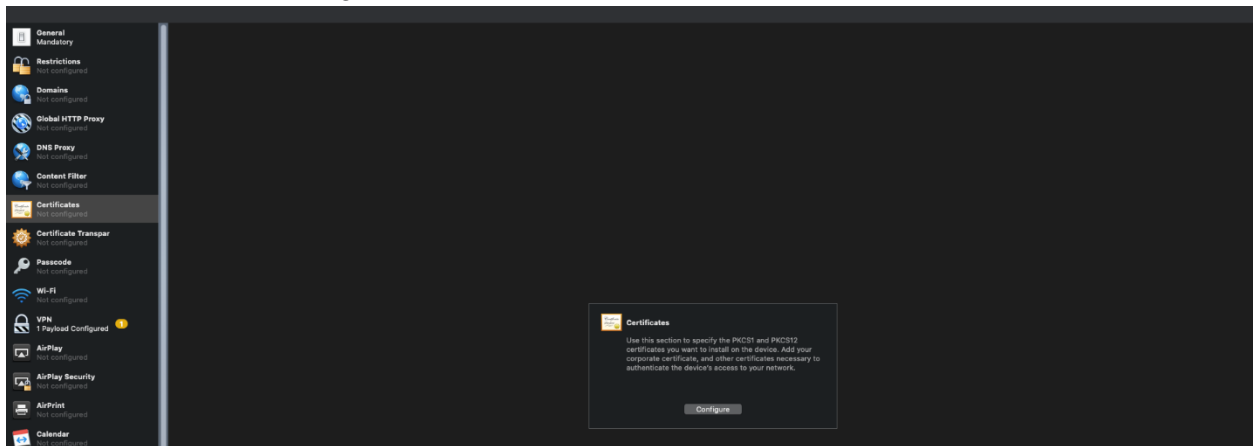 General
Mandatory
Restrictions
Not configured
Domains
Not configured
Global HTTP Proxy
Not configured
DNS Proxy
Not configured
Content Filter
Not configured
Certificates
Not configured
Certificate Transpar
Not configured
Passcode
Not configured
Wi-Fi
Not configured
VPN
1 Payload Configured
1
AirPlay
Not configured
AirPlay Security
Not configured
AirPrint
Not configured
Calendar
Not configured
Certificates
Use this section to specify the PKCS1 and PKCS12
certificates you want to install on the device. Add your
corporate certificate, and other certificates necessary to
authenticate the device's access to your network.
Configure